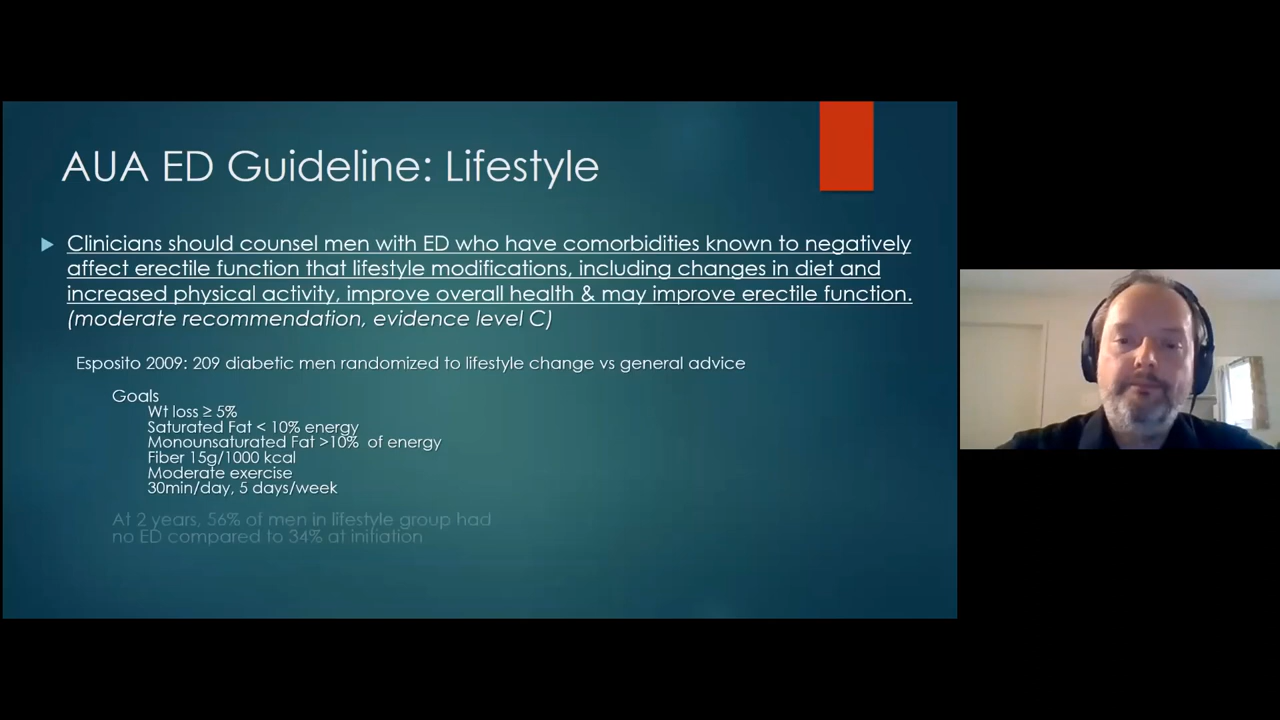 AUA ED Guideline: Lifestyle
Clinicians should counsel men with ED who have comorbidities known to negatively
affect erectile function that lifestyle modifications, including changes in diet and
increased physical activity, improve overall health & may improve erectile function.
(moderate recommendation, evidence level C)
Esposito 2009: 209 diabetic men randomized to lifestyle change vs general advice
Goals
Wt loss ≥ 5%
Saturated Fat < 10% energy
Monounsaturated Fat >10% of energy
Fiber 15g/1000 kcal
Moderate exercise
30min/day, 5 days/week
At 2 years, 56% of men in lifestyle group had
no ED compared to 34% at initiation